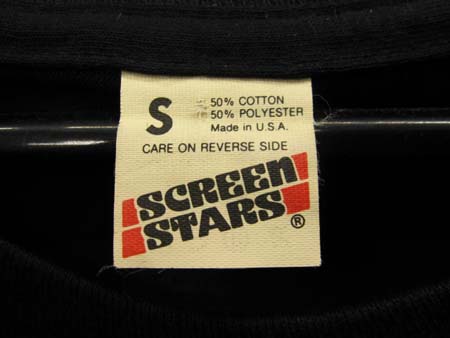 S
50% COTTON
50% POLYESTER
Made in U.S.A.
CARE ON REVERSE SIDE
SCREEN
STARS®